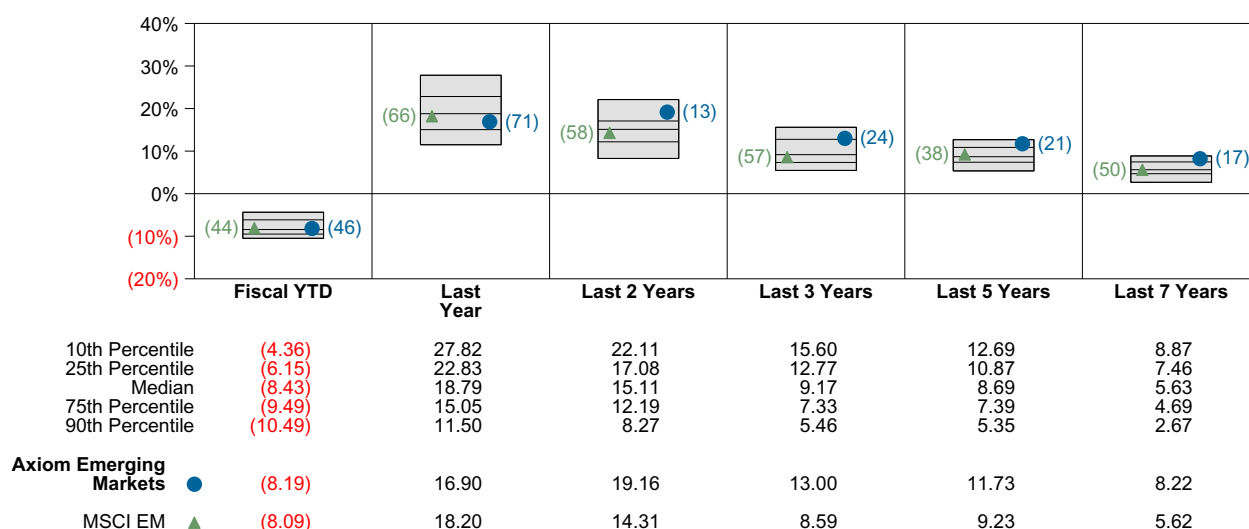 40%
30%
20%
10%
0%
(10%)
(20%)
(44) (46)
(66) (71)
(58) (13)
(57) (24)
(38) (21)
(50) (17)
Fiscal YTD Last Year Last 2 Years Last 3 Years Last 5 Years Last 7 Years
10th Percentile (4.36) 27.82 22.11 15.60 12.69 8.87
25th Percentile (6.15) 22.83 17.08 12.77 10.87 7.46
Median (8.43) 18.79 15.11 9.17 8.69 5.63
75th Percentile (9.49) 15.05 12.19 7.33 7.39 4.69
90th Percentile (10.49) 11.50 8.27 5.46 5.35 2.67
Axiom Emerging
Markets (8.19) 16.90 19.16 13.00 11.73 8.22
MSCI EM (8.09) 18.20 14.31 8.59 9.23 5.62